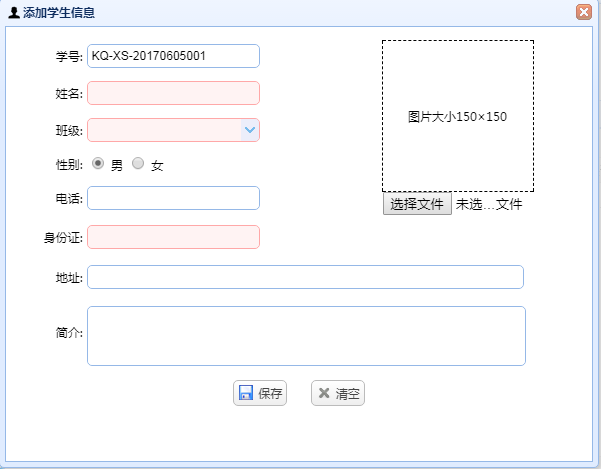 添加学生信息
学号: KQ-XS-20170605001
姓名:
班级:
性别: 男 女
电话:
身份证:
图片大小150×150
选择文件 未选...文件
地址:
简介:
保存 清空